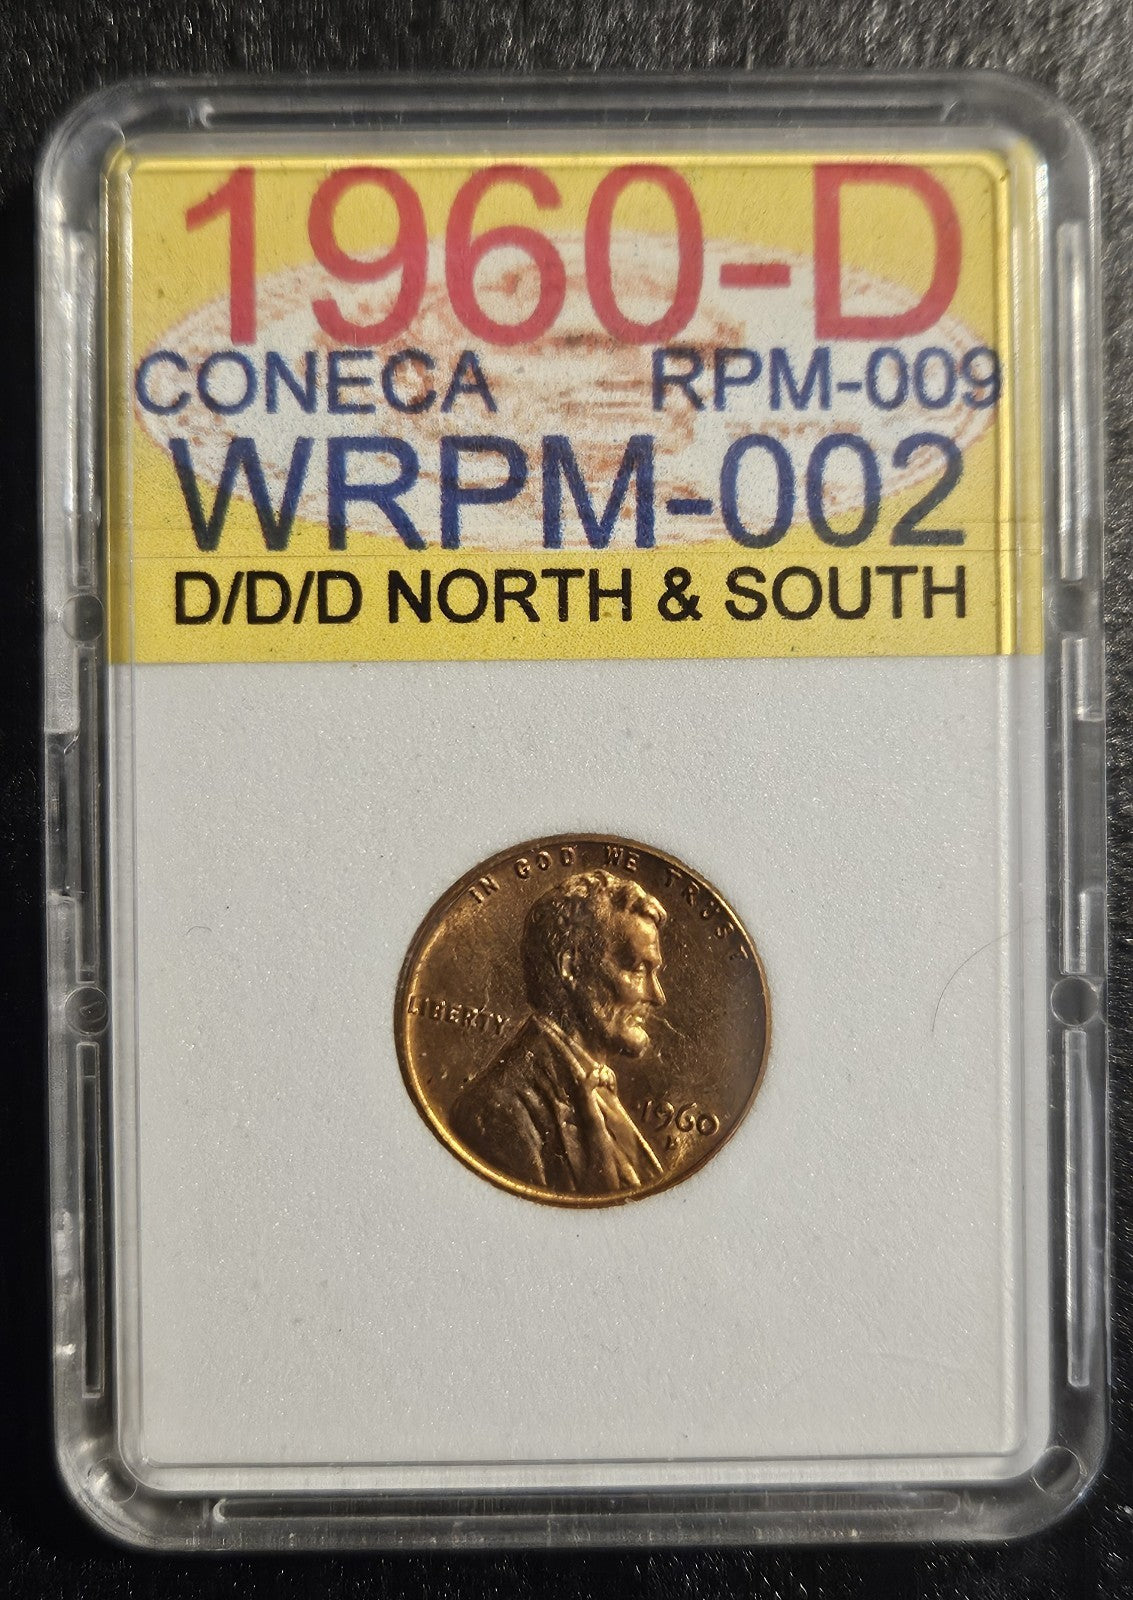 1960-D
CONECA RPM-009
WRPM-002
D/D/D NORTH & SOUTH
IN GOD WE TRUST
LIBERTY
1960
D